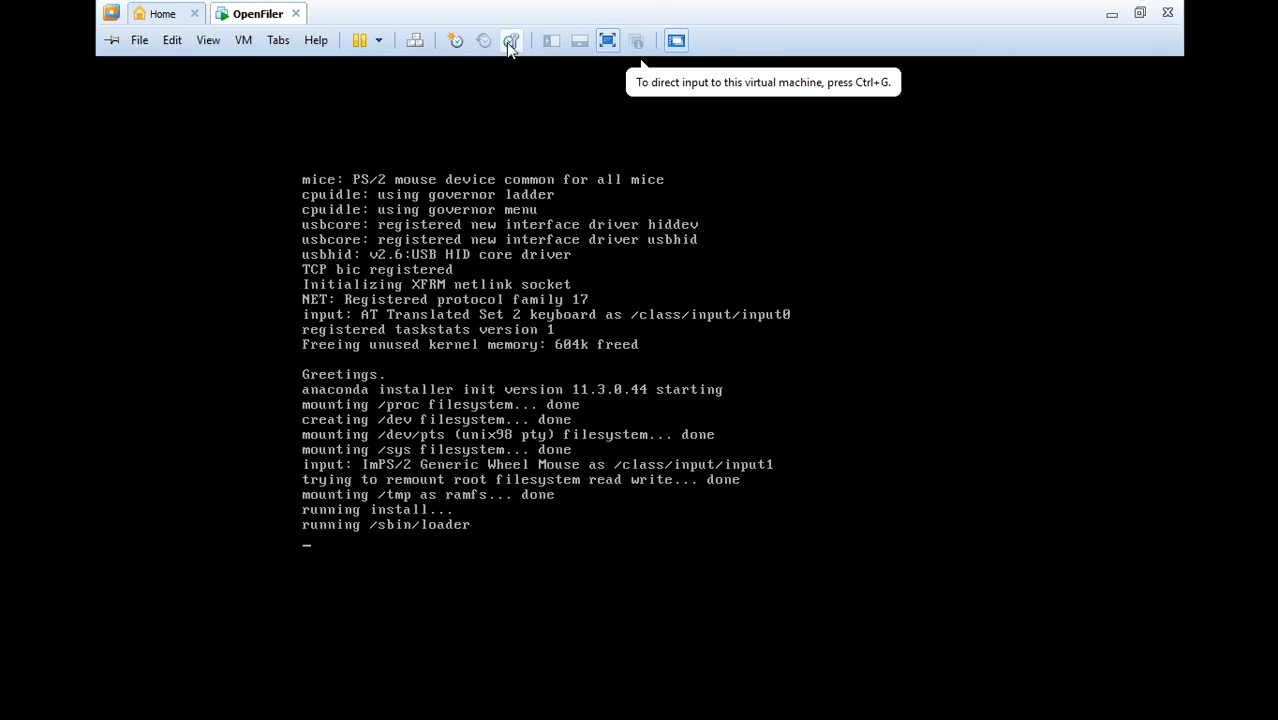 Home
OpenFiler
File Edit View VM Tabs Help
To direct input to this virtual machine, press Ctrl+G.
mice: PS/2 mouse device common for all mice
cpuidle: using governor ladder
cpuidle: using governor menu
usbcore: registered new interface driver hiddev
usbcore: registered new interface driver usbhid
usbhid: v2.6:USB HID core driver
TCP bic registered
Initializing XFRM netlink socket
NET: Registered protocol family 17
input: AT Translated Set 2 keyboard as /class/input/input0
registered taskstats version 1
Freeing unused kernel memory: 604k freed
Greetings.
anaconda installer init version 11.3.0.44 starting
mounting /proc filesystem... done
creating /dev filesystem... done
mounting /dev/pts (unix98 pty) filesystem... done
mounting /sys filesystem... done
input: ImPS/2 Generic Wheel Mouse as /class/input/input1
trying to remount root filesystem read write... done
mounting /tmp as ramfs... done
running install...
running /sbin/loader